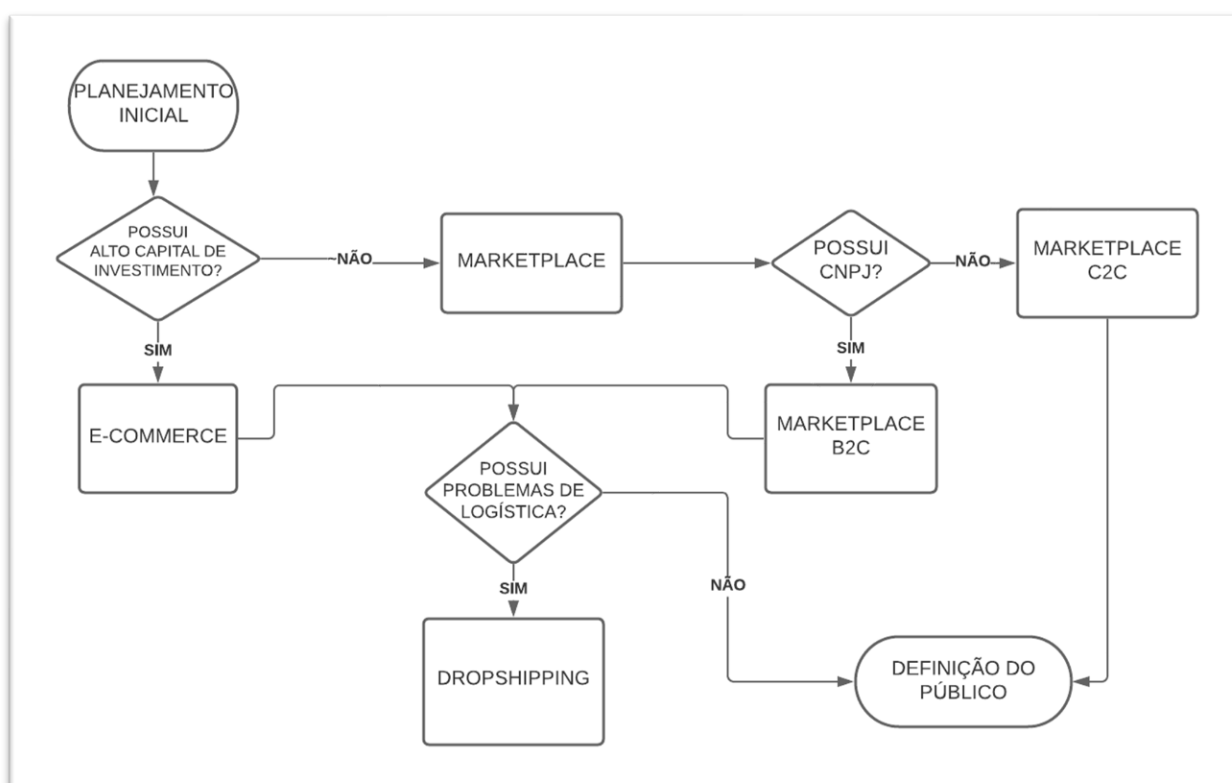 PLANEJAMENTO
INICIAL
POSSUI
ALTO CAPITAL DE
INVESTIMENTO?
~NÃO
MARKETPLACE
POSSUI
CNPJ?
NÃO
MARKETPLACE
C2C
SIM
SIM
E-COMMERCE
MARKETPLACE
B2C
POSSUI
PROBLEMAS DE
LOGÍSTICA?
SIM
NÃO
DROPSHIPPING
DEFINIÇÃO DO
PÚBLICO